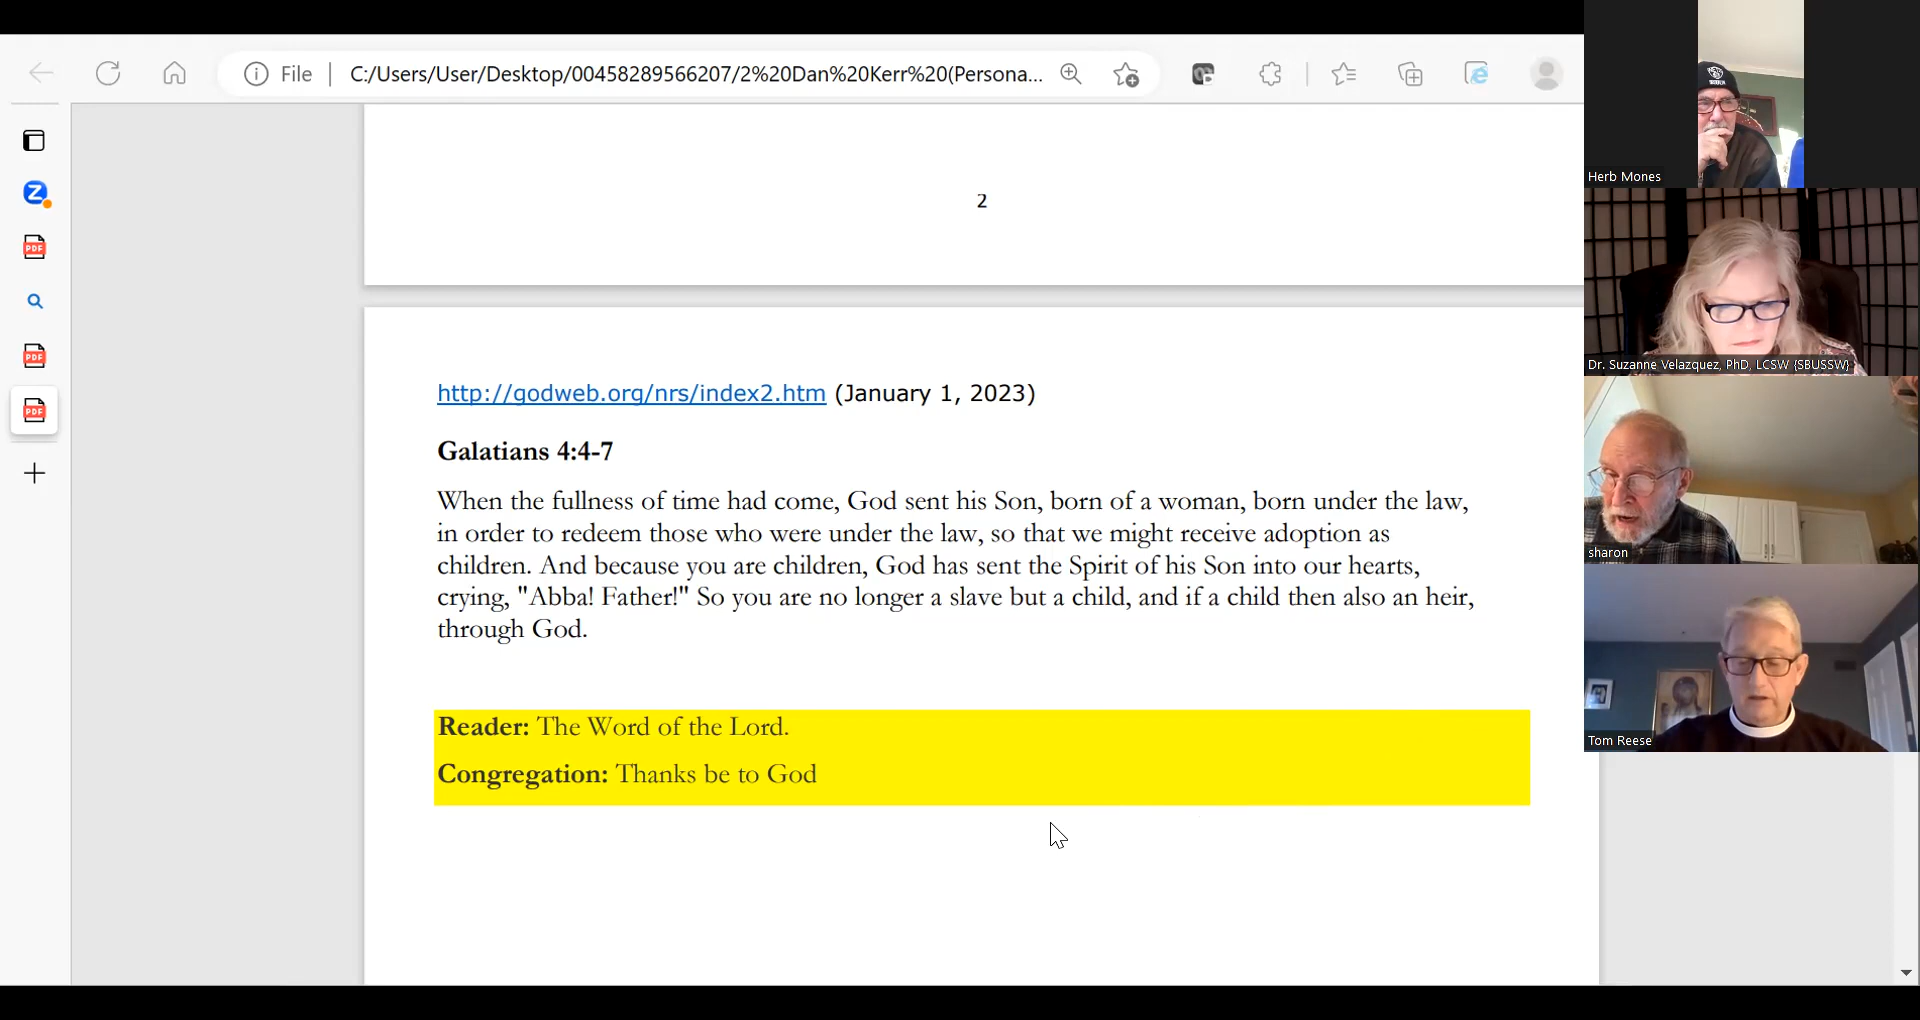 File
C:/Users/User/Desktop/00458289566207/2%20Dan%20Kerr%20(Persona...
2
http://godweb.org/nrs/index2.htm (January 1, 2023)
Galatians 4:4-7
When the fullness of time had come, God sent his Son, born of a woman, born under the law,
in order to redeem those who were under the law, so that we might receive adoption as
children. And because you are children, God has sent the Spirit of his Son into our hearts,
crying, "Abba! Father!" So you are no longer a slave but a child, and if a child then also an heir,
through God.
Reader: The Word of the Lord.
Congregation: Thanks be to God
PDF
PDF
PDF
Herb Mones
Dr. Suzanne Velazquez, PhD, LCSW {SBUSSW}
sharon
Tom Reese